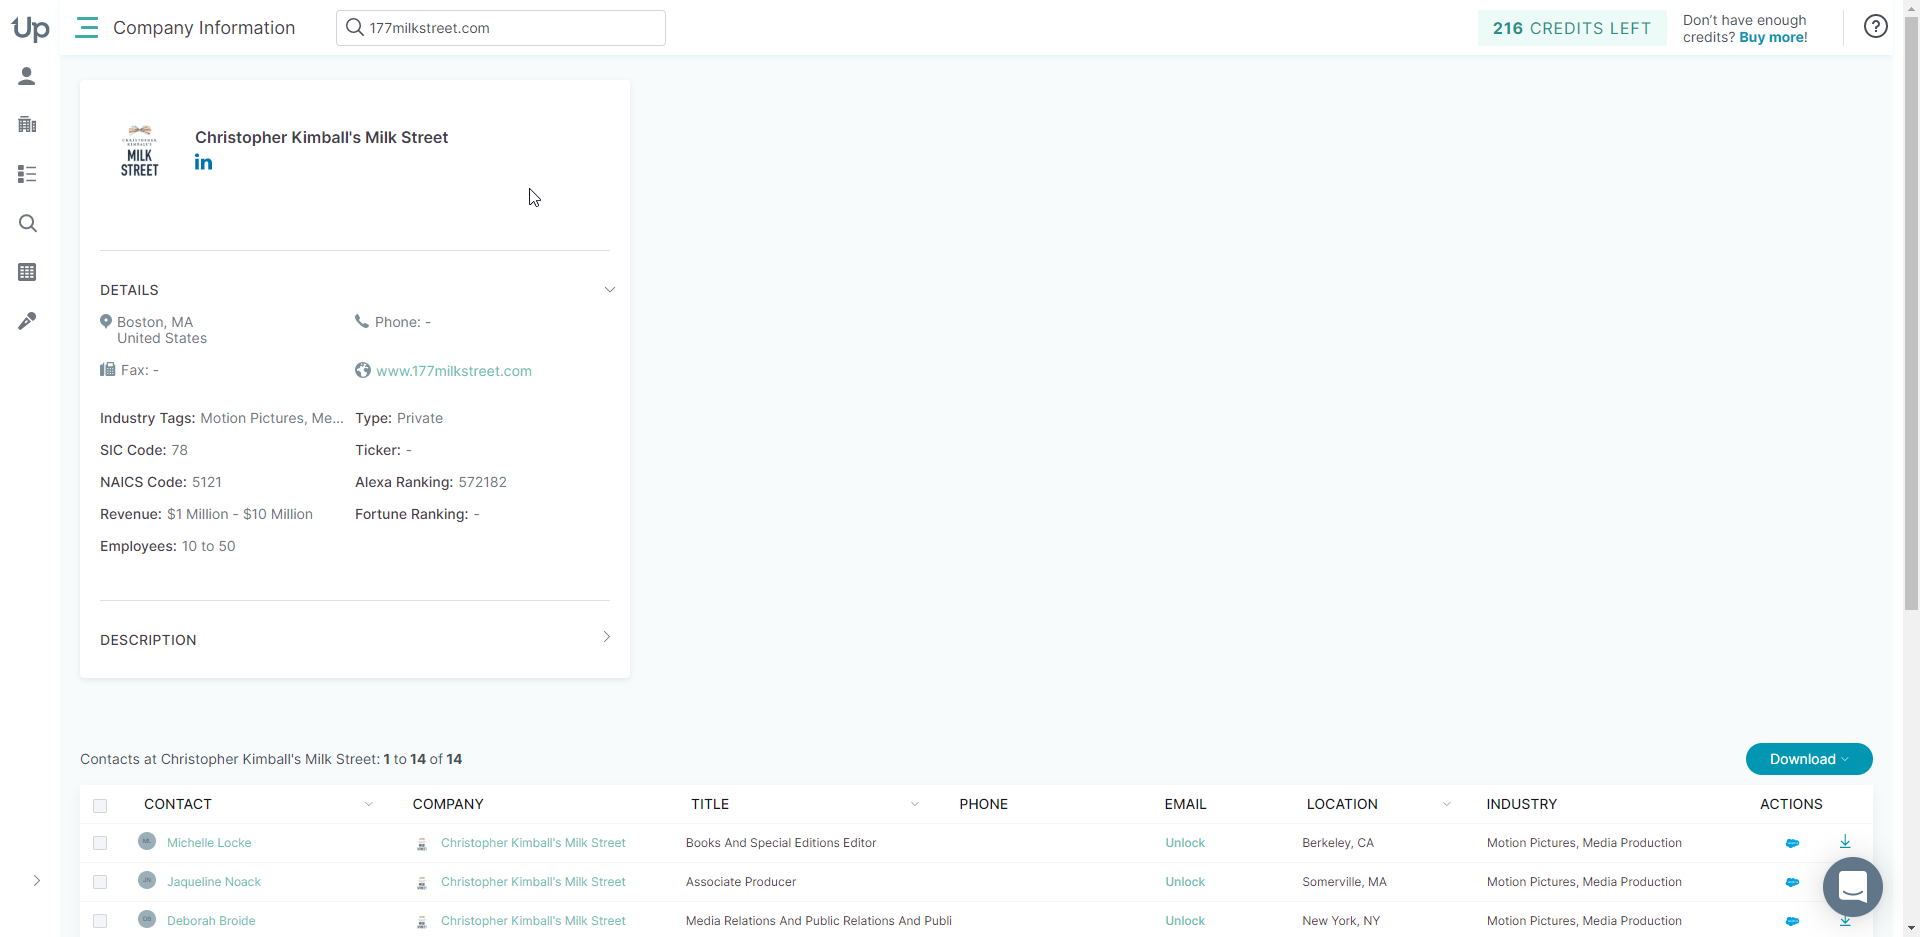 Up
Company Information
177milkstreet.com
216 CREDITS LEFT
Don't have enough
credits? Buy more!
?
CHRISTOPHER
KIMBALL'S
MILK
STREET
Christopher Kimball's Milk Street
in
DETAILS
Boston, MA
United States
Phone: -
Fax: -
www.177milkstreet.com
Industry Tags: Motion Pictures, Me...
Type: Private
SIC Code: 78
Ticker: -
NAICS Code: 5121
Alexa Ranking: 572182
Revenue: $1 Million - $10 Million
Fortune Ranking: -
Employees: 10 to 50
DESCRIPTION
Contacts at Christopher Kimball's Milk Street: 1 to 14 of 14
Download
CONTACT COMPANY TITLE PHONE EMAIL LOCATION INDUSTRY ACTIONS
ML Michelle Locke Christopher Kimball's Milk Street Books And Special Editions Editor Unlock Berkeley, CA Motion Pictures, Media Production
JN Jaqueline Noack Christopher Kimball's Milk Street Associate Producer Unlock Somerville, MA Motion Pictures, Media Production
DB Deborah Broide Christopher Kimball's Milk Street Media Relations And Public Relations And Publi Unlock New York, NY Motion Pictures, Media Production